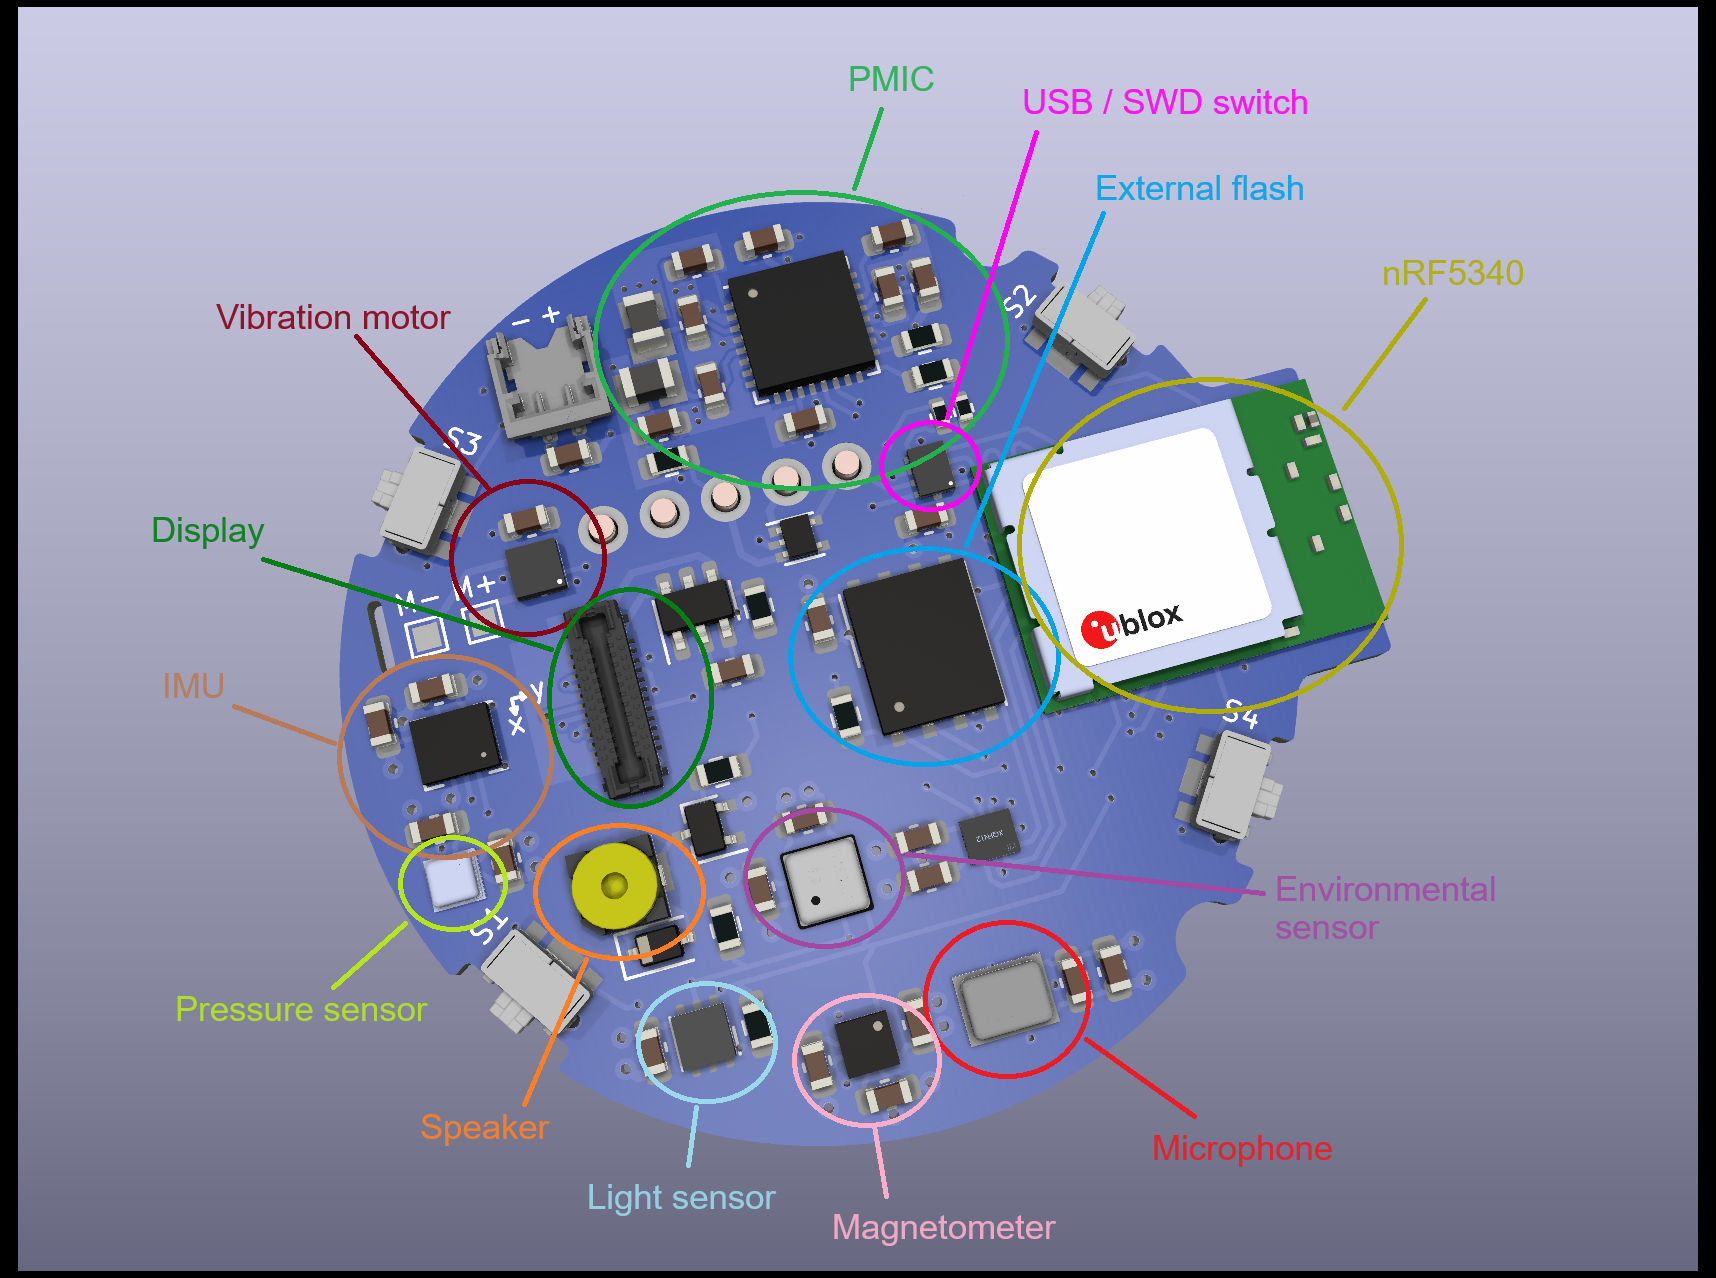 PMIC
USB / SWD switch
External flash
nRF5340
Vibration motor
- +
S2
S3
Display
M- M+
ublox
IMU
x y
S4
Environmental
sensor
S1
Pressure sensor
Speaker
Microphone
Light sensor
Magnetometer